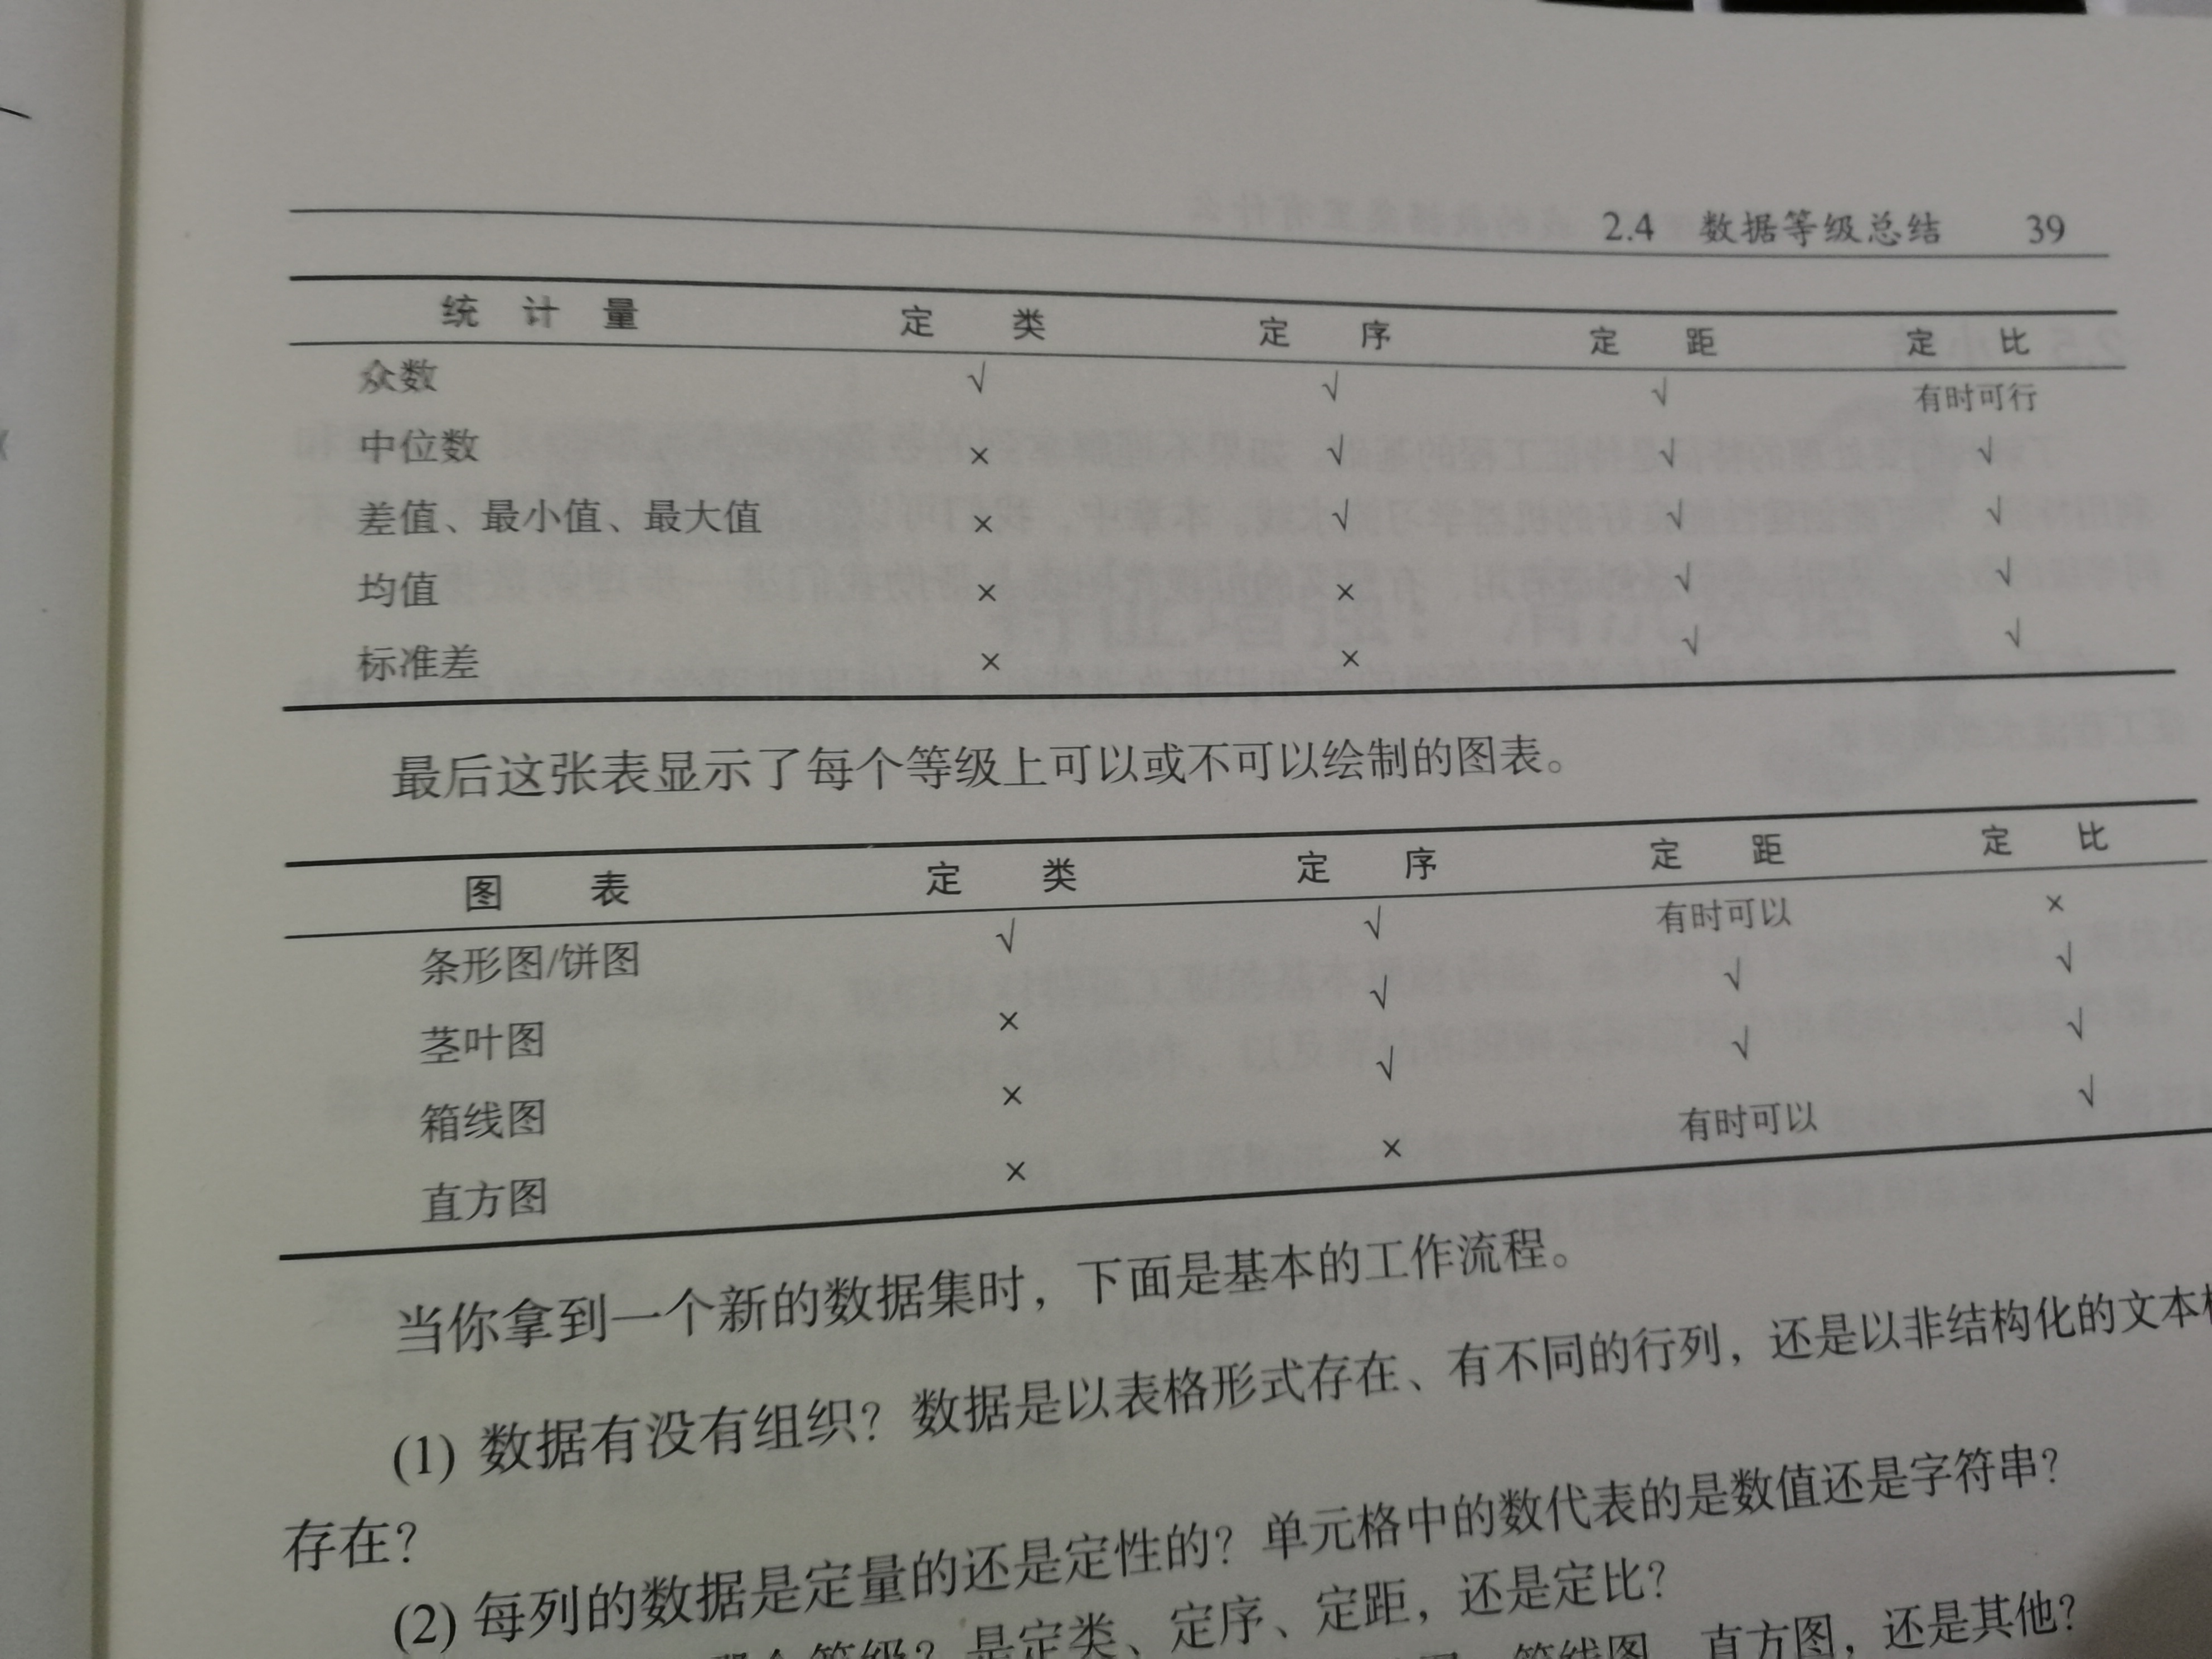 2.4 数据等级总结 39
统计量 定类 定序 定距 定比
众数 √ √ √ 有时可行
中位数 × √ √ √
差值、最小值、最大值 × √ √ √
均值 × × √ √
标准差 × × √ √
最后这张表显示了每个等级上可以或不可以绘制的图表。
图表 定类 定序 定距 定比
条形图/饼图 √ √ 有时可以 ×
茎叶图 × √ √ √
箱线图 × √ √ √
直方图 × × 有时可以 √
当你拿到一个新的数据集时，下面是基本的工作流程。
(1) 数据有没有组织？数据是以表格形式存在、有不同的行列，还是以非结构化的文本
存在？
(2) 每列的数据是定量的还是定性的？单元格中的数代表的是数值还是字符串？
等级？是定类、定序、定距，还是定比？
箱线图、直方图，还是其他？